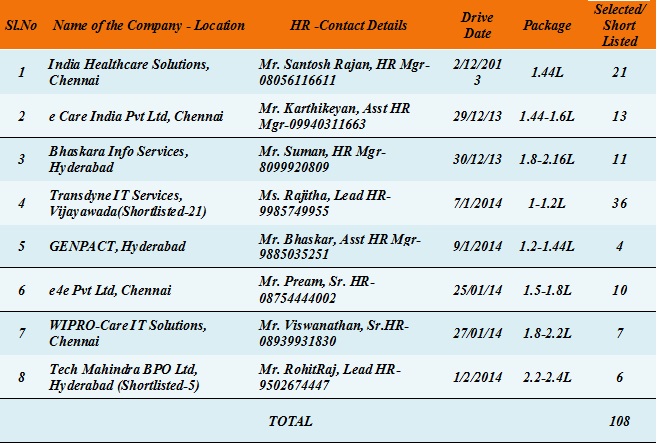 Sl.No Name of the Company - Location HR -Contact Details Drive Date Package Selected/ Short Listed
1 India Healthcare Solutions, Chennai Mr. Santosh Rajan, HR Mgr- 08056116611 2/12/2013 1.44L 21
2 e Care India Pvt Ltd, Chennai Mr. Karthikeyan, Asst HR Mgr-09940311663 29/12/13 1.44-1.6L 13
3 Bhaskara Info Services, Hyderabad Mr. Suman, HR Mgr- 8099920809 30/12/13 1.8-2.16L 11
4 Transdyne IT Services, Vijayawada(Shortlisted-21) Ms. Rajitha, Lead HR- 9985749955 7/1/2014 1-1.2L 36
5 GENPACT, Hyderabad Mr. Bhaskar, Asst HR Mgr- 9885035251 9/1/2014 1.2-1.44L 4
6 e4e Pvt Ltd, Chennai Mr. Pream, Sr. HR- 08754444002 25/01/14 1.5-1.8L 10
7 WIPRO-Care IT Solutions, Chennai Mr. Viswanathan, Sr.HR- 08939931830 27/01/14 1.8-2.2L 7
8 Tech Mahindra BPO Ltd, Hyderabad (Shortlisted-5) Mr. RohitRaj, Lead HR- 9502674447 1/2/2014 2.2-2.4L 6
TOTAL 108